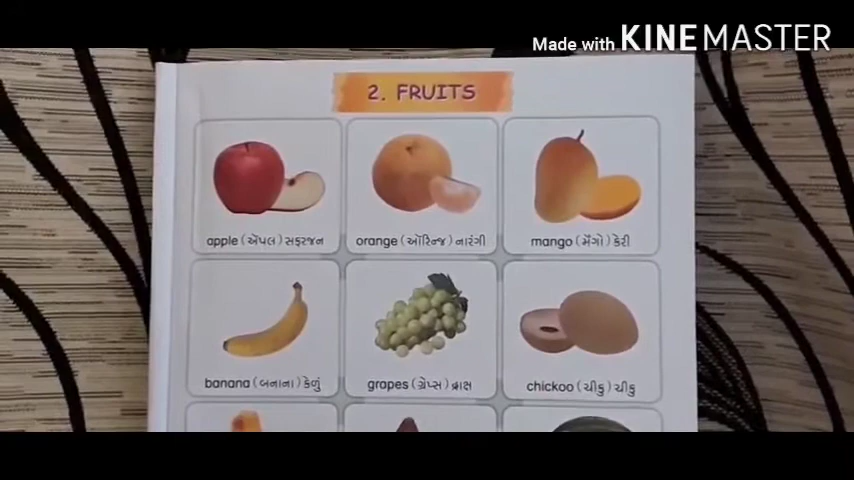 Made with KINEMASTER
2. FRUITS
apple (ઍપલ) સફરજન
orange (ઑરિન્જ) નારંગી
mango (મૅંગો) કેરી
banana (બનાના) કેળું
grapes (ગ્રેપ્સ) દ્રાક્ષ
chickoo (ચીકુ) ચીકુ